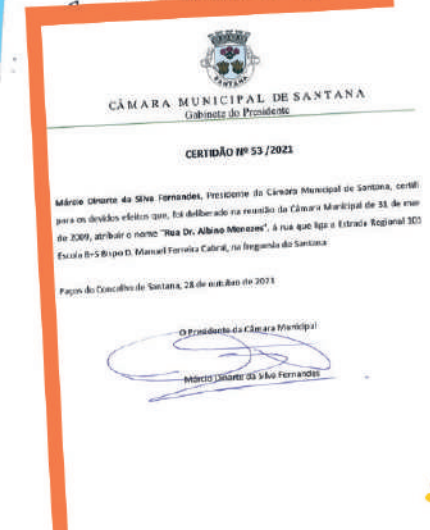 SANTANA
CÂMARA MUNICIPAL DE SANTANA
Gabinete do Presidente
CERTIDÃO Nº 53 /2021
Márcio Dinarte da Silva Fernandes, Presidente da Câmara Municipal de Santana, certifi
para os devidos efeitos que, foi deliberado na reunião da Câmara Municipal de 31 de
de 2009, atribuir o nome "Rua Dr. Albino Menezes", à rua que liga a Estrada Regional 101
Escola B+S Bispo D. Manuel Ferreira Cabral, na freguesia de Santana
Paços do Concelho de Santana, 28 de outubro de 2021
O Presidente da Câmara Municipal
Márcio Dinarte da Silva Fernandes